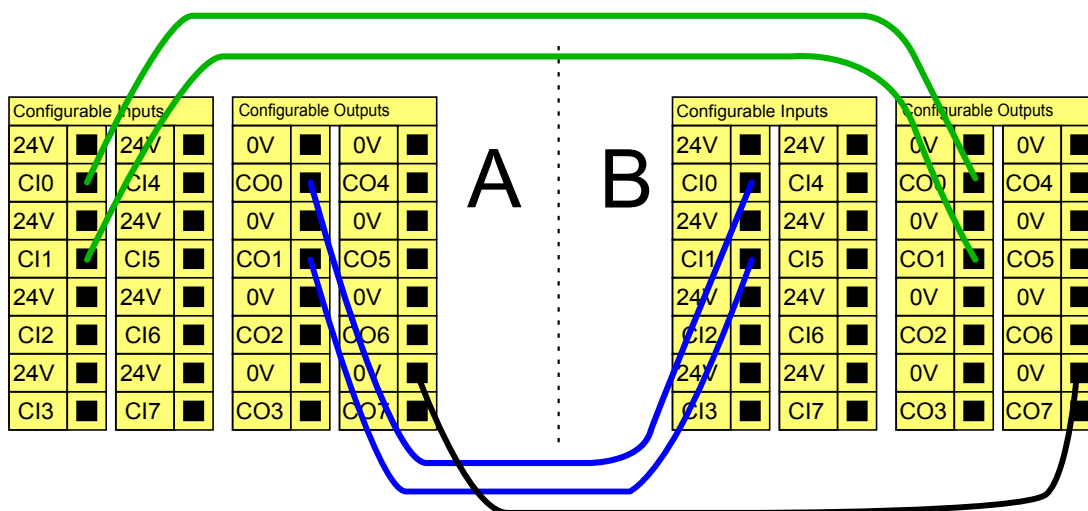 Configurable Inputs
24V 24V
CI0 CI4
24V 24V
CI1 CI5
24V 24V
CI2 CI6
24V 24V
CI3 CI7
Configurable Outputs
0V 0V
CO0 CO4
0V 0V
CO1 CO5
0V 0V
CO2 CO6
0V 0V
CO3 CO7
A
B
Configurable Inputs
24V 24V
CI0 CI4
24V 24V
CI1 CI5
24V 24V
CI2 CI6
24V 24V
CI3 CI7
Configurable Outputs
0V 0V
CO0 CO4
0V 0V
CO1 CO5
0V 0V
CO2 CO6
0V 0V
CO3 CO7